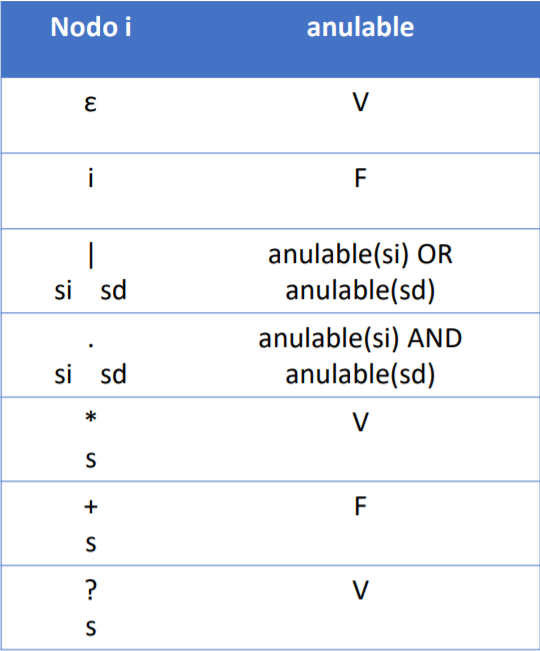 Nodo i anulable
ε V
i F
| anulable(si) OR
si sd anulable(sd)
. anulable(si) AND
si sd anulable(sd)
* V
s
+ F
s
? V
s